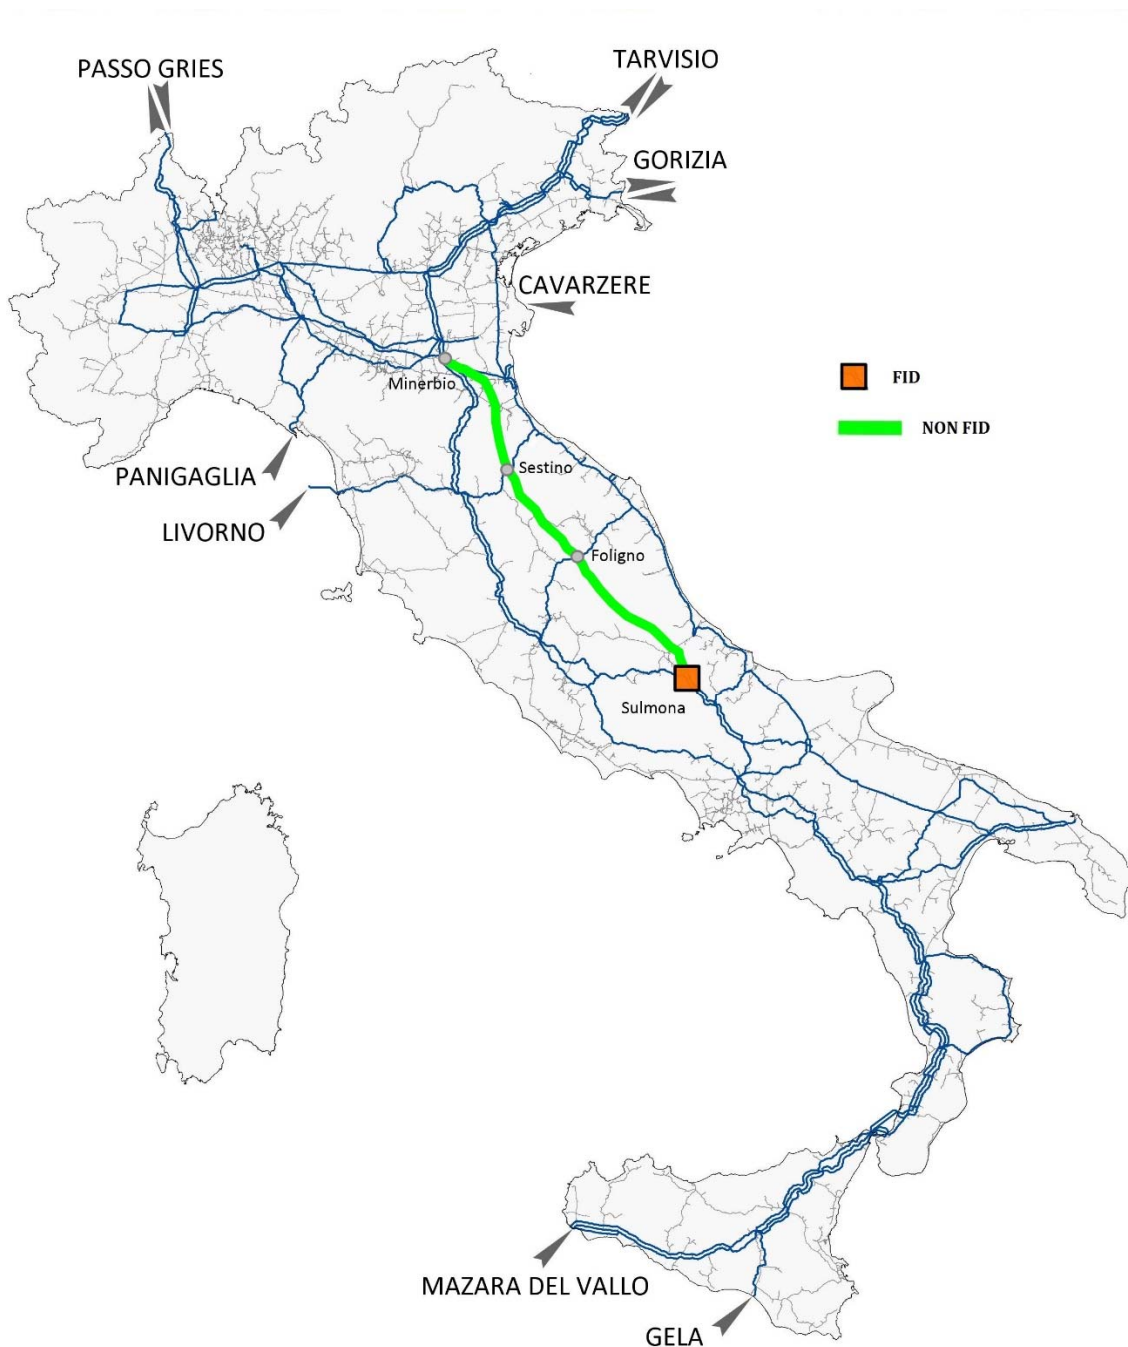 PASSO GRIES
TARVISIO
GORIZIA
CAVARZERE
Minerbio
FID
NON FID
PANIGAGLIA
Sestino
LIVORNO
Foligno
Sulmona
MAZARA DEL VALLO
GELA